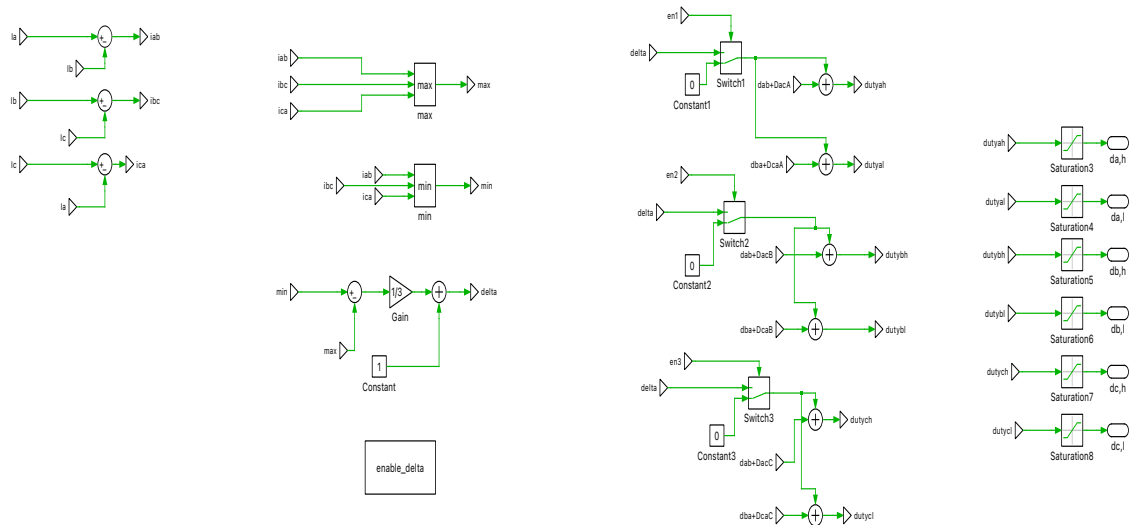 Ia
iab
Ib
Ib
ibc
Ic
Ic
ica
Ia
iab
ibc
ica
max
max
max
iab
ibc
ica
min
min
min
min
1/3
Gain
delta
max
1
Constant
enable_delta
en1
delta
0
Constant1
Switch1
dab+DacA
dutyah
dba+DcaA
dutyal
en2
delta
Switch2
0
Constant2
dab+DacB
dutybh
dba+DcaB
dutybl
en3
delta
Switch3
0
Constant3
dutych
dab+DacC
dba+DcaC
dutycl
dutyah
Saturation3
da,h
dutyal
Saturation4
da,l
dutybh
Saturation5
db,h
dutybl
Saturation6
db,l
dutych
Saturation7
dc,h
dutycl
Saturation8
dc,l